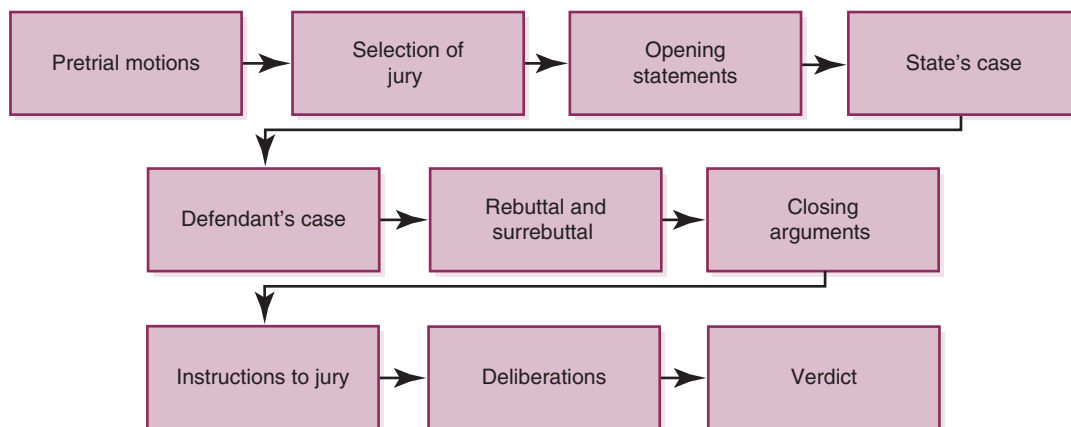 Pretrial motions
Selection of
jury
Opening
statements
State's case
Defendant's case
Rebuttal and
surrebuttal
Closing
arguments
Instructions to jury
Deliberations
Verdict